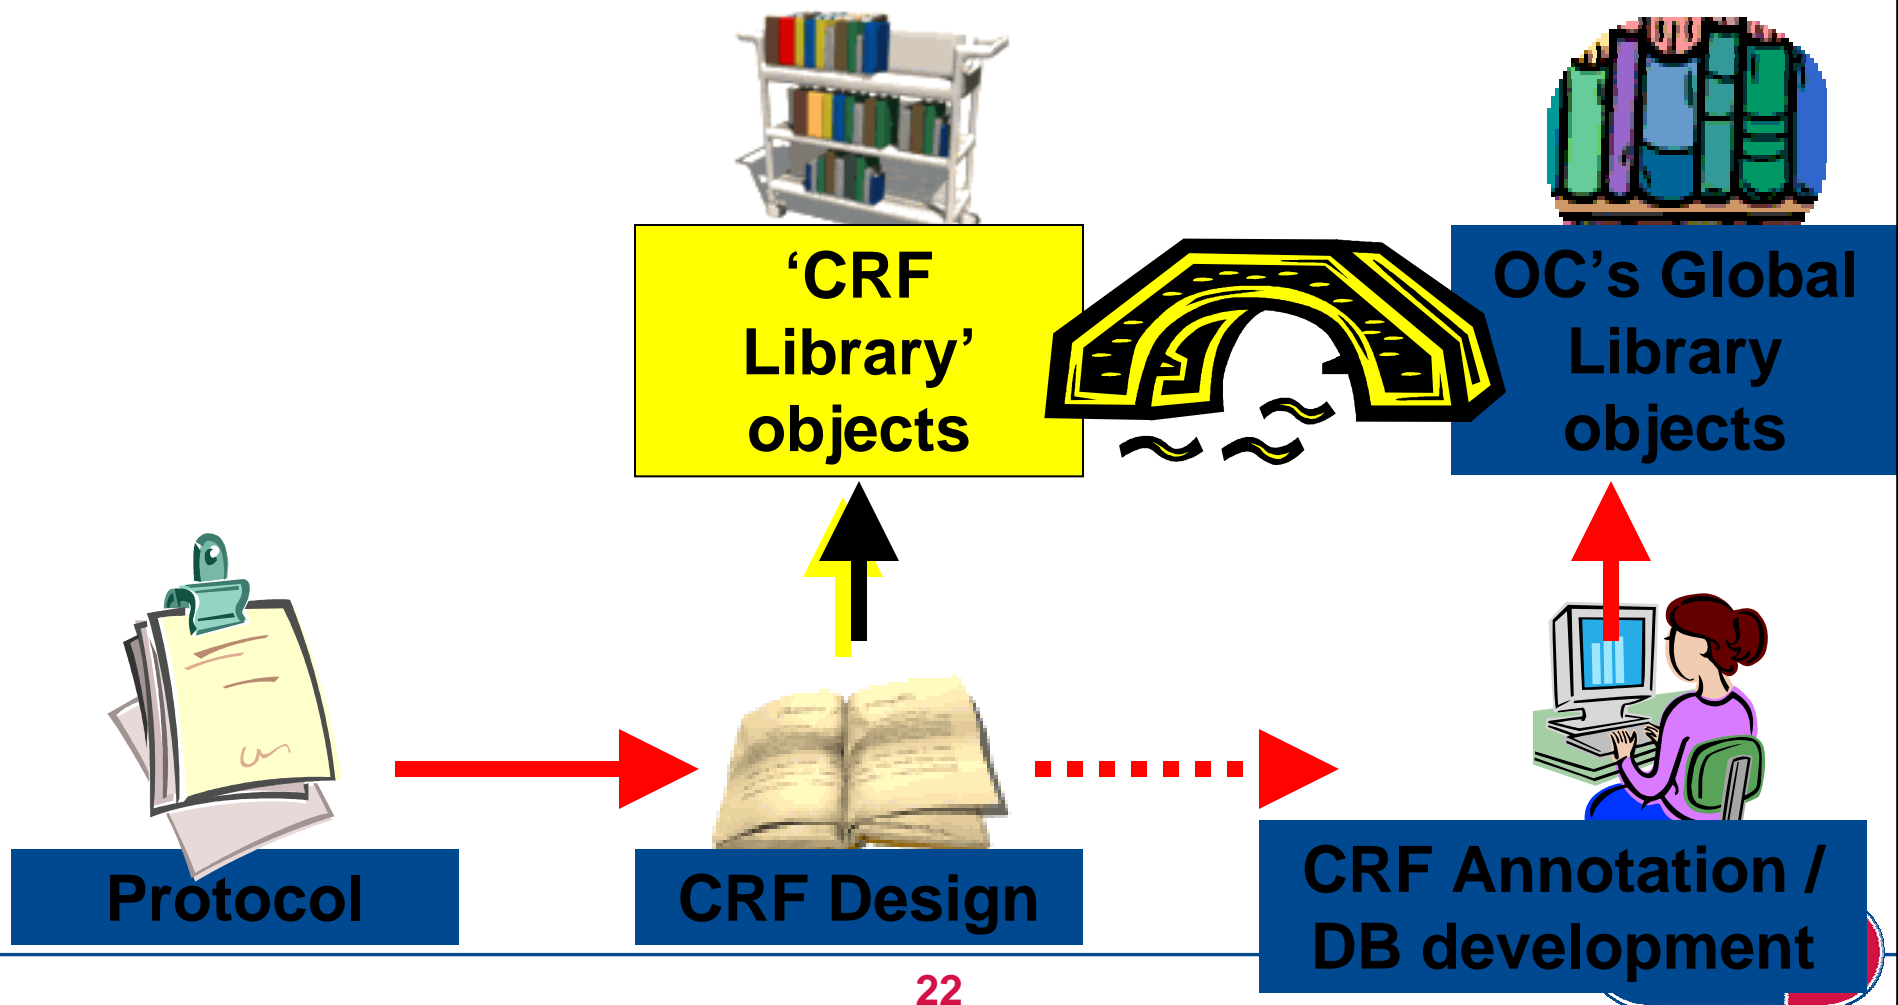 ‘CRF
Library’
objects
OC’s Global
Library
objects
Protocol
CRF Design
CRF Annotation /
DB development
22